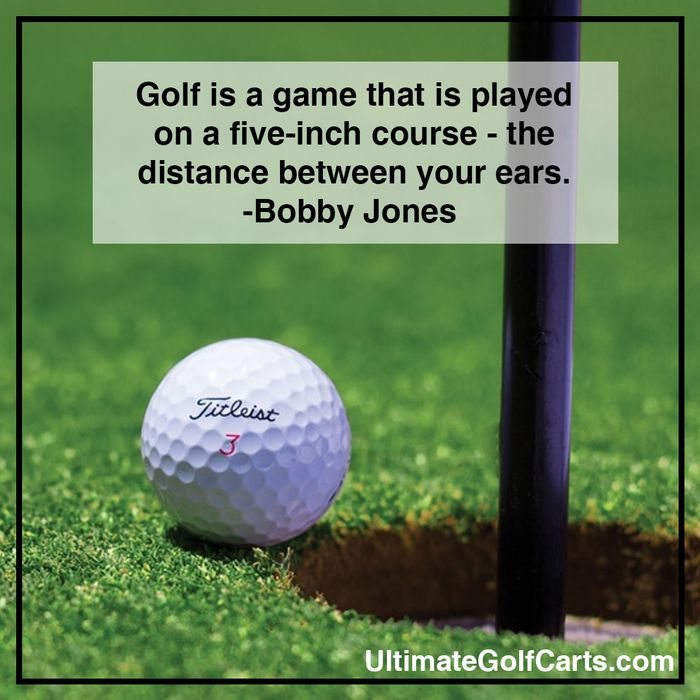 Golf is a game that is played
on a five-inch course - the
distance between your ears.
-Bobby Jones
Titleist
3
UltimateGolfCarts.com